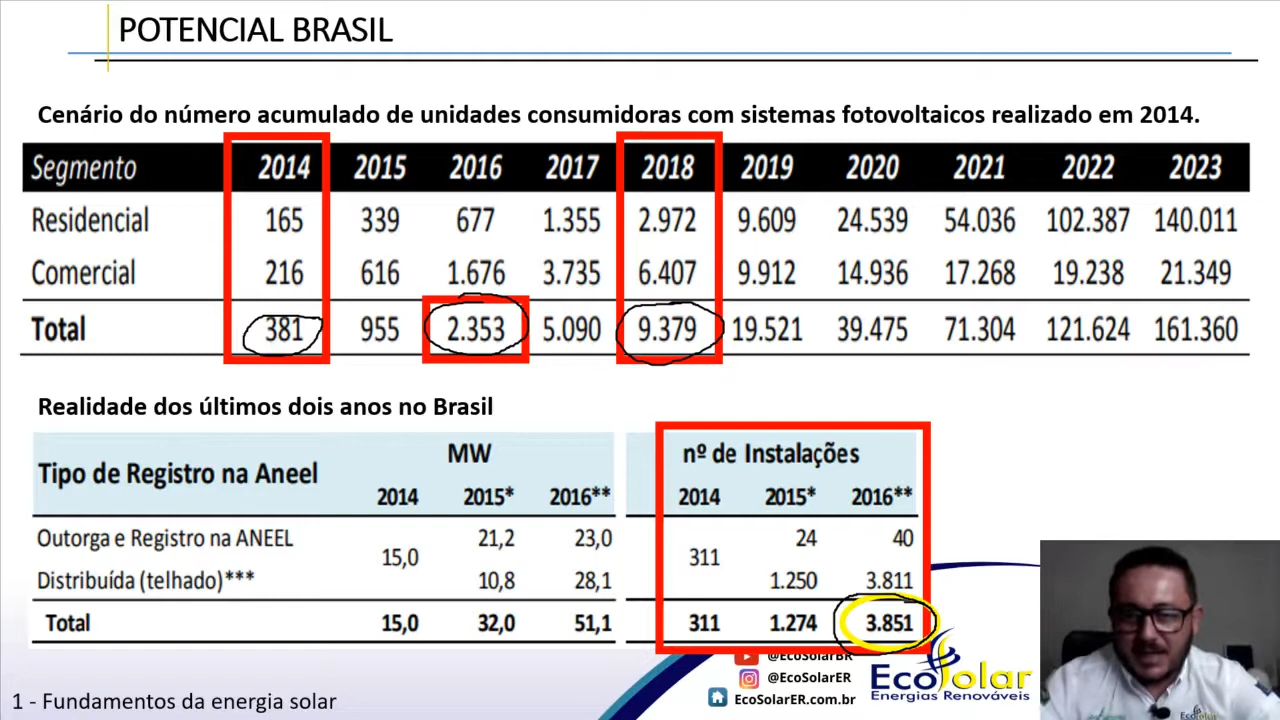 POTENCIAL BRASIL
Cenário do número acumulado de unidades consumidoras com sistemas fotovoltaicos realizado em 2014.
Segmento 2014 2015 2016 2017 2018 2019 2020 2021 2022 2023
Residencial 165 339 677 1.355 2.972 9.609 24.539 54.036 102.387 140.011
Comercial 216 616 1.676 3.735 6.407 9.912 14.936 17.268 19.238 21.349
Total 381 955 2.353 5.090 9.379 19.521 39.475 71.304 121.624 161.360
Realidade dos últimos dois anos no Brasil
Tipo de Registro na Aneel MW nº de Instalações
2014 2015* 2016** 2014 2015* 2016**
Outorga e Registro na ANEEL 21,2 23,0 24 40
15,0 311
Distribuída (telhado)*** 10,8 28,1 1.250 3.811
Total 15,0 32,0 51,1 311 1.274 3.851
@EcoSolarBR
@EcoSolarER
EcoSolarER.com.br
EcoSolar
Energias Renováveis
1 - Fundamentos da energia solar